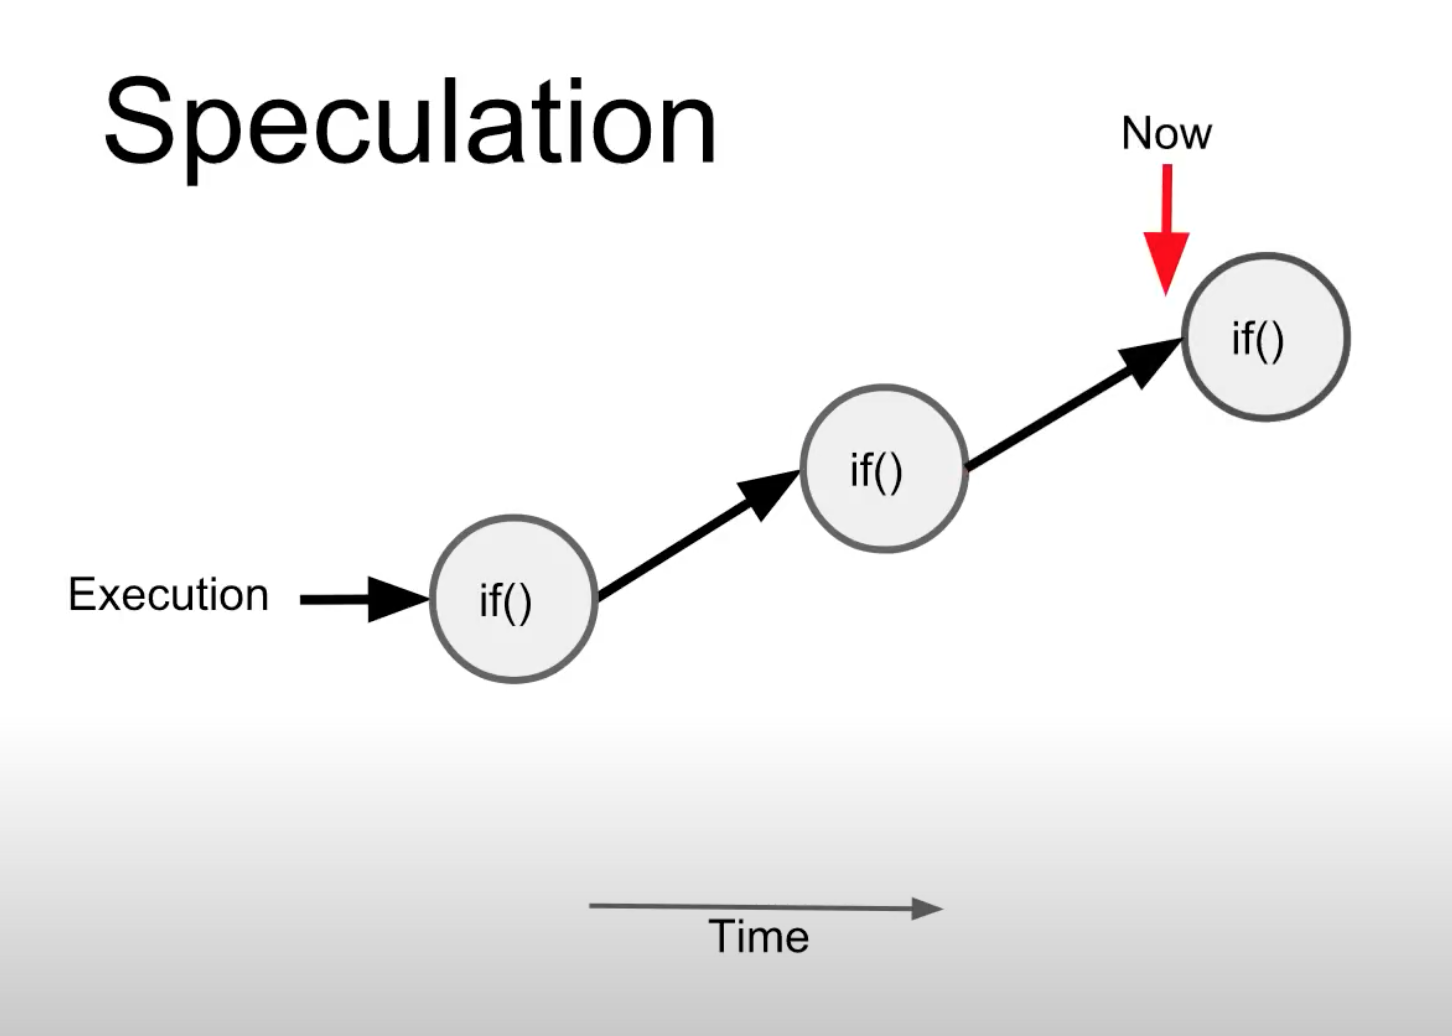 Speculation
Now
if()
if()
Execution
if()
Time